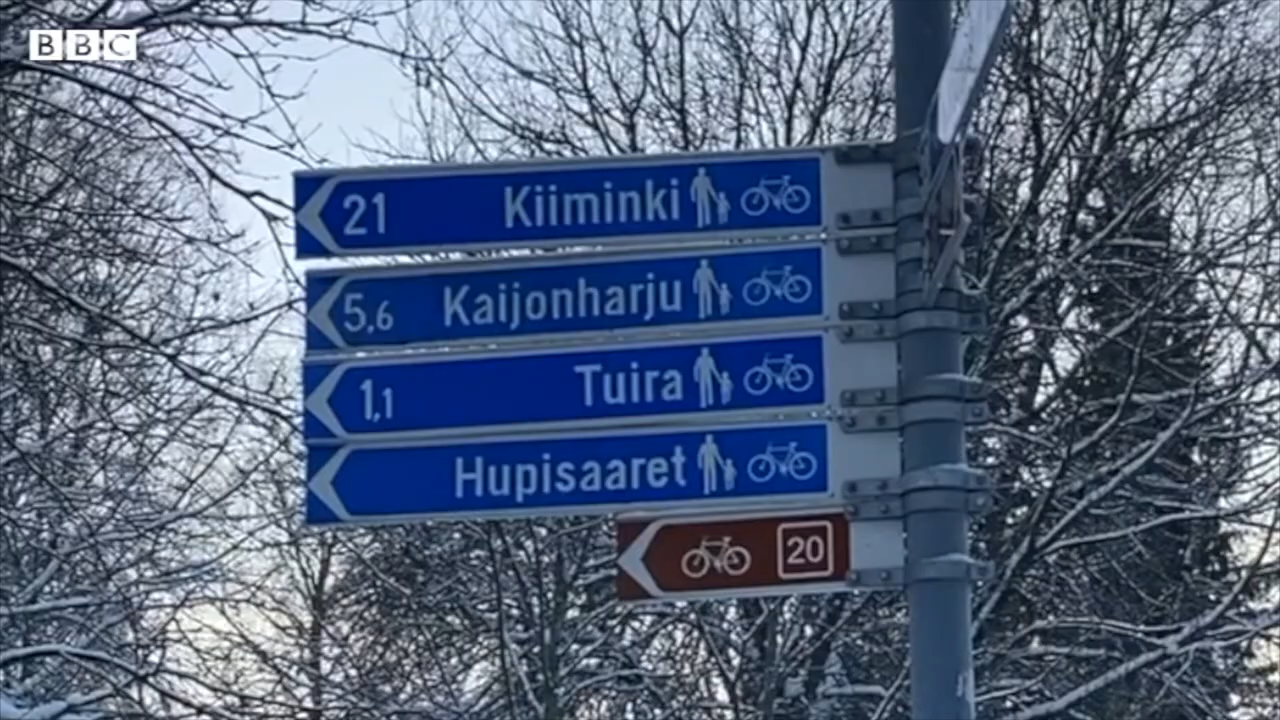 BBC
21 Kiiminki
5,6 Kaijonharju
1,1 Tuira
Hupisaaret
20